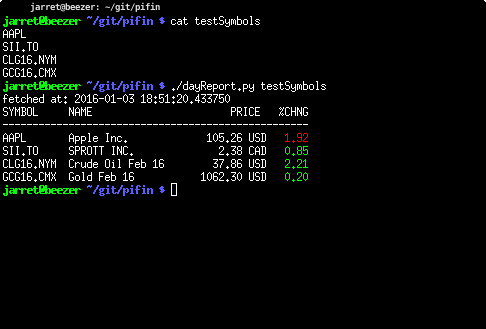 jarret@beezer: ~/git/pifin
jarret@beezer ~/git/pifin $ cat testSymbols
AAPL
SII.TO
CLG16.NYM
GCG16.CMX
jarret@beezer ~/git/pifin $ ./dayReport.py testSymbols
fetched at: 2016-01-03 18:51:20.433750
SYMBOL NAME PRICE %CHNG
------------------------------------------------
AAPL Apple Inc. 105.26 USD 1.92
SII.TO SPROTT INC. 2.38 CAD 0.85
CLG16.NYM Crude Oil Feb 16 37.86 USD 2.21
GCG16.CMX Gold Feb 16 1062.30 USD 0.20
jarret@beezer ~/git/pifin $